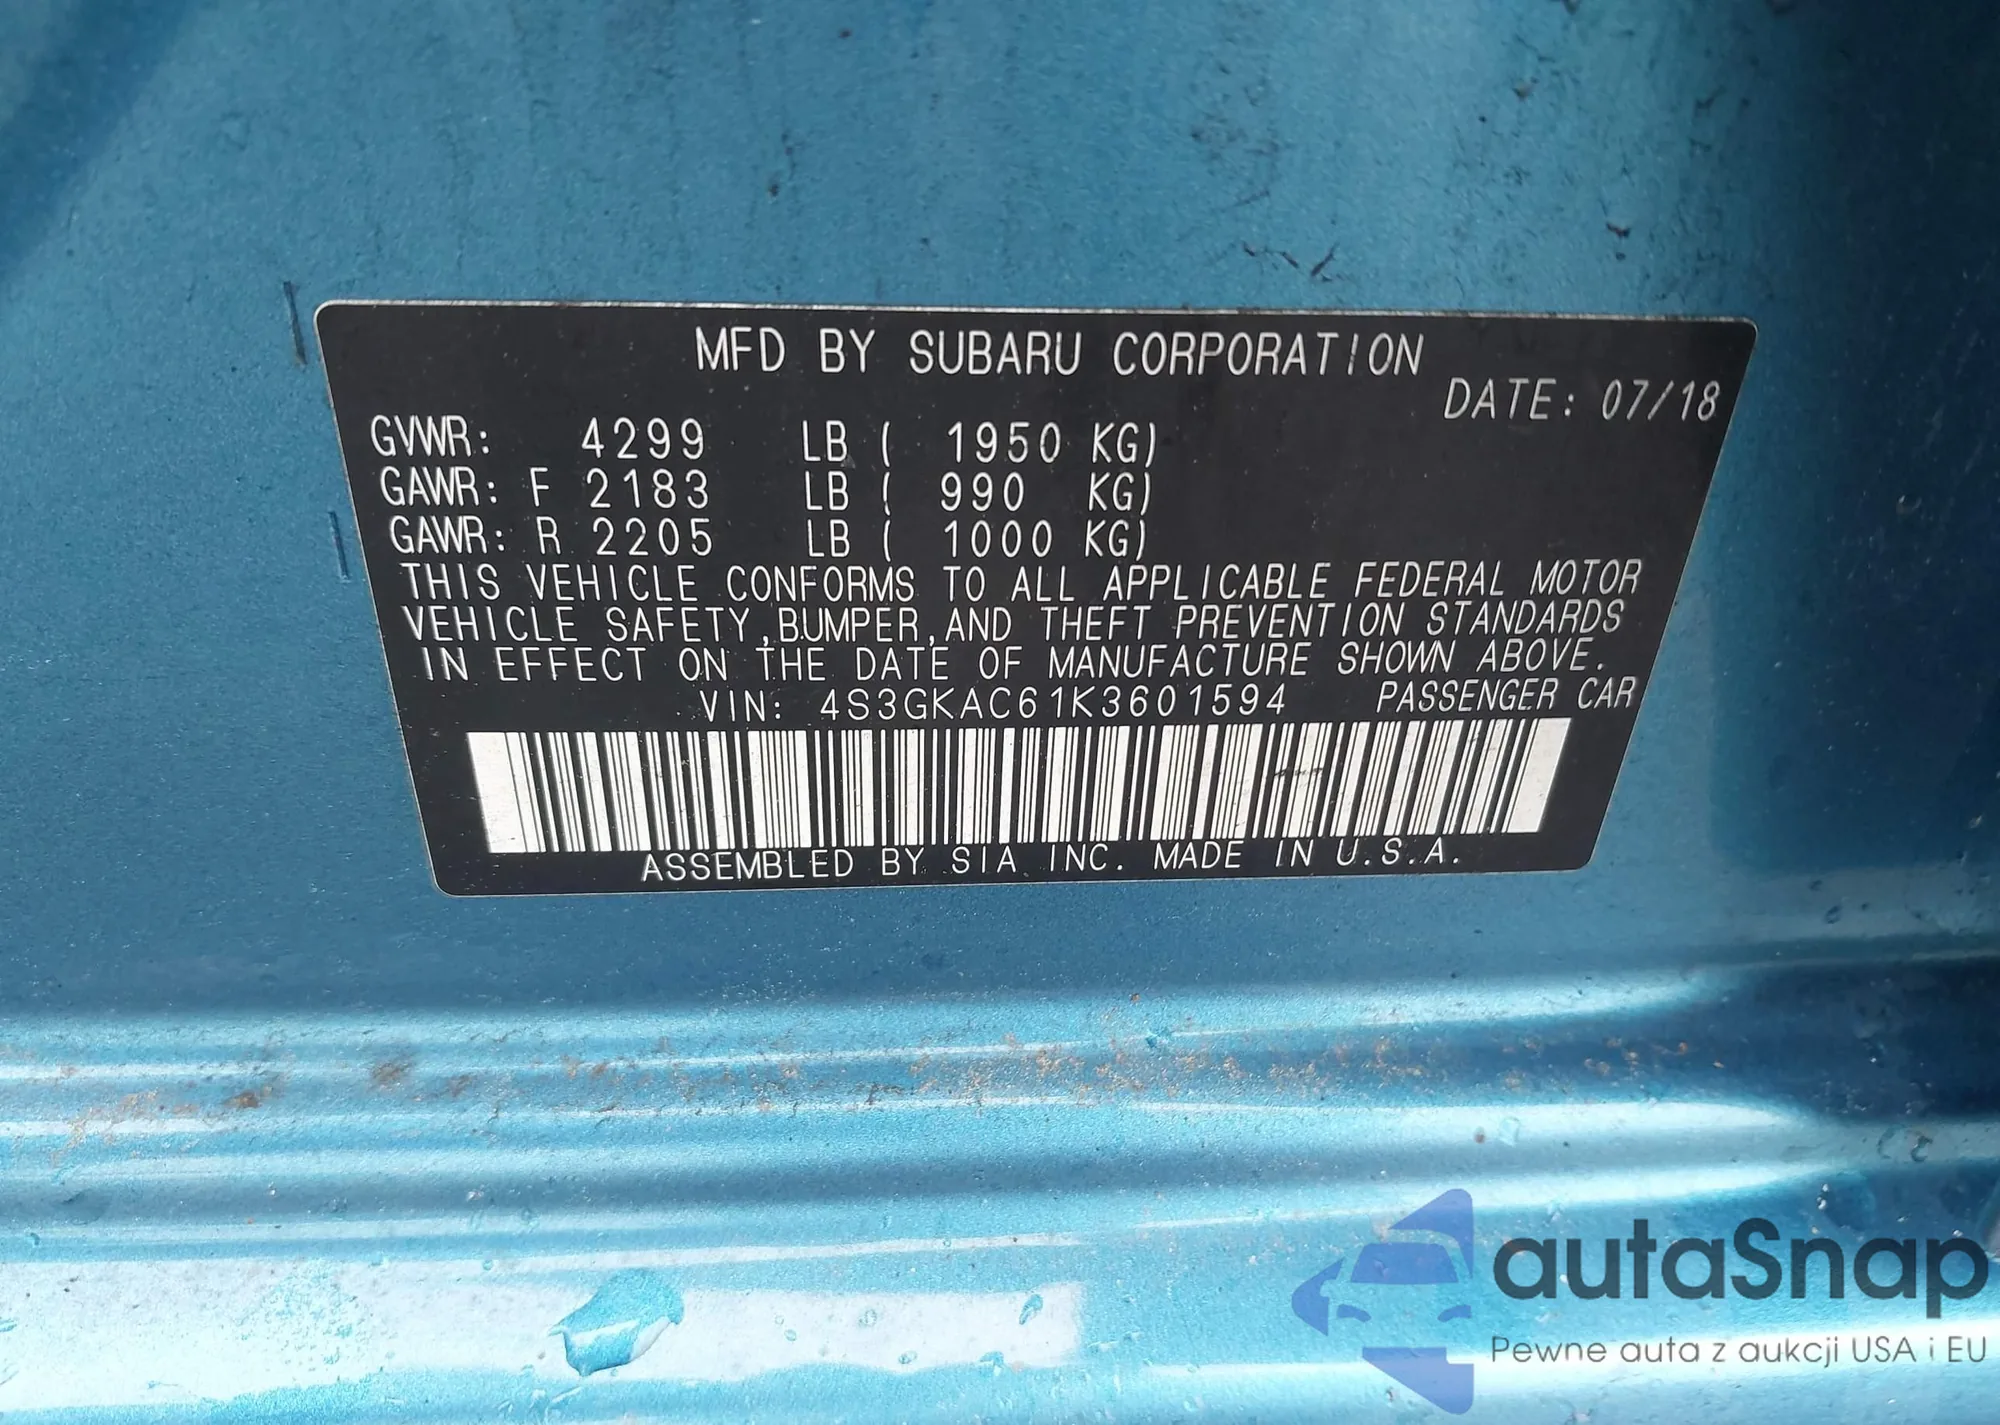 MFD BY SUBARU CORPORATION
DATE: 07/18
GVWR: 4299 LB ( 1950 KG)
GAWR: F 2183 LB ( 990 KG)
GAWR: R 2205 LB ( 1000 KG)
THIS VEHICLE CONFORMS TO ALL APPLICABLE FEDERAL MOTOR
VEHICLE SAFETY,BUMPER,AND THEFT PREVENTION STANDARDS
IN EFFECT ON THE DATE OF MANUFACTURE SHOWN ABOVE.
VIN: 4S3GKAC61K3601594 PASSENGER CAR
ASSEMBLED BY SIA INC. MADE IN U.S.A.
autaSnap
Pewne auta z aukcji USA i EU